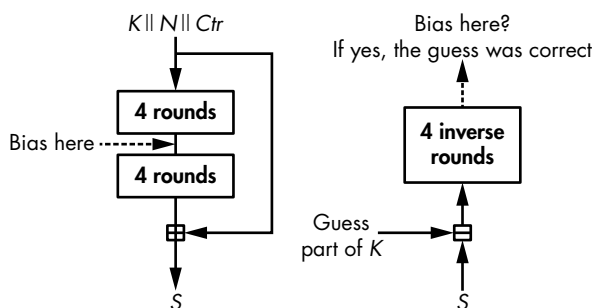 K || N || Ctr
4 rounds
Bias here
4 rounds
S
Bias here?
If yes, the guess was correct
4 inverse
rounds
Guess
part of K
S